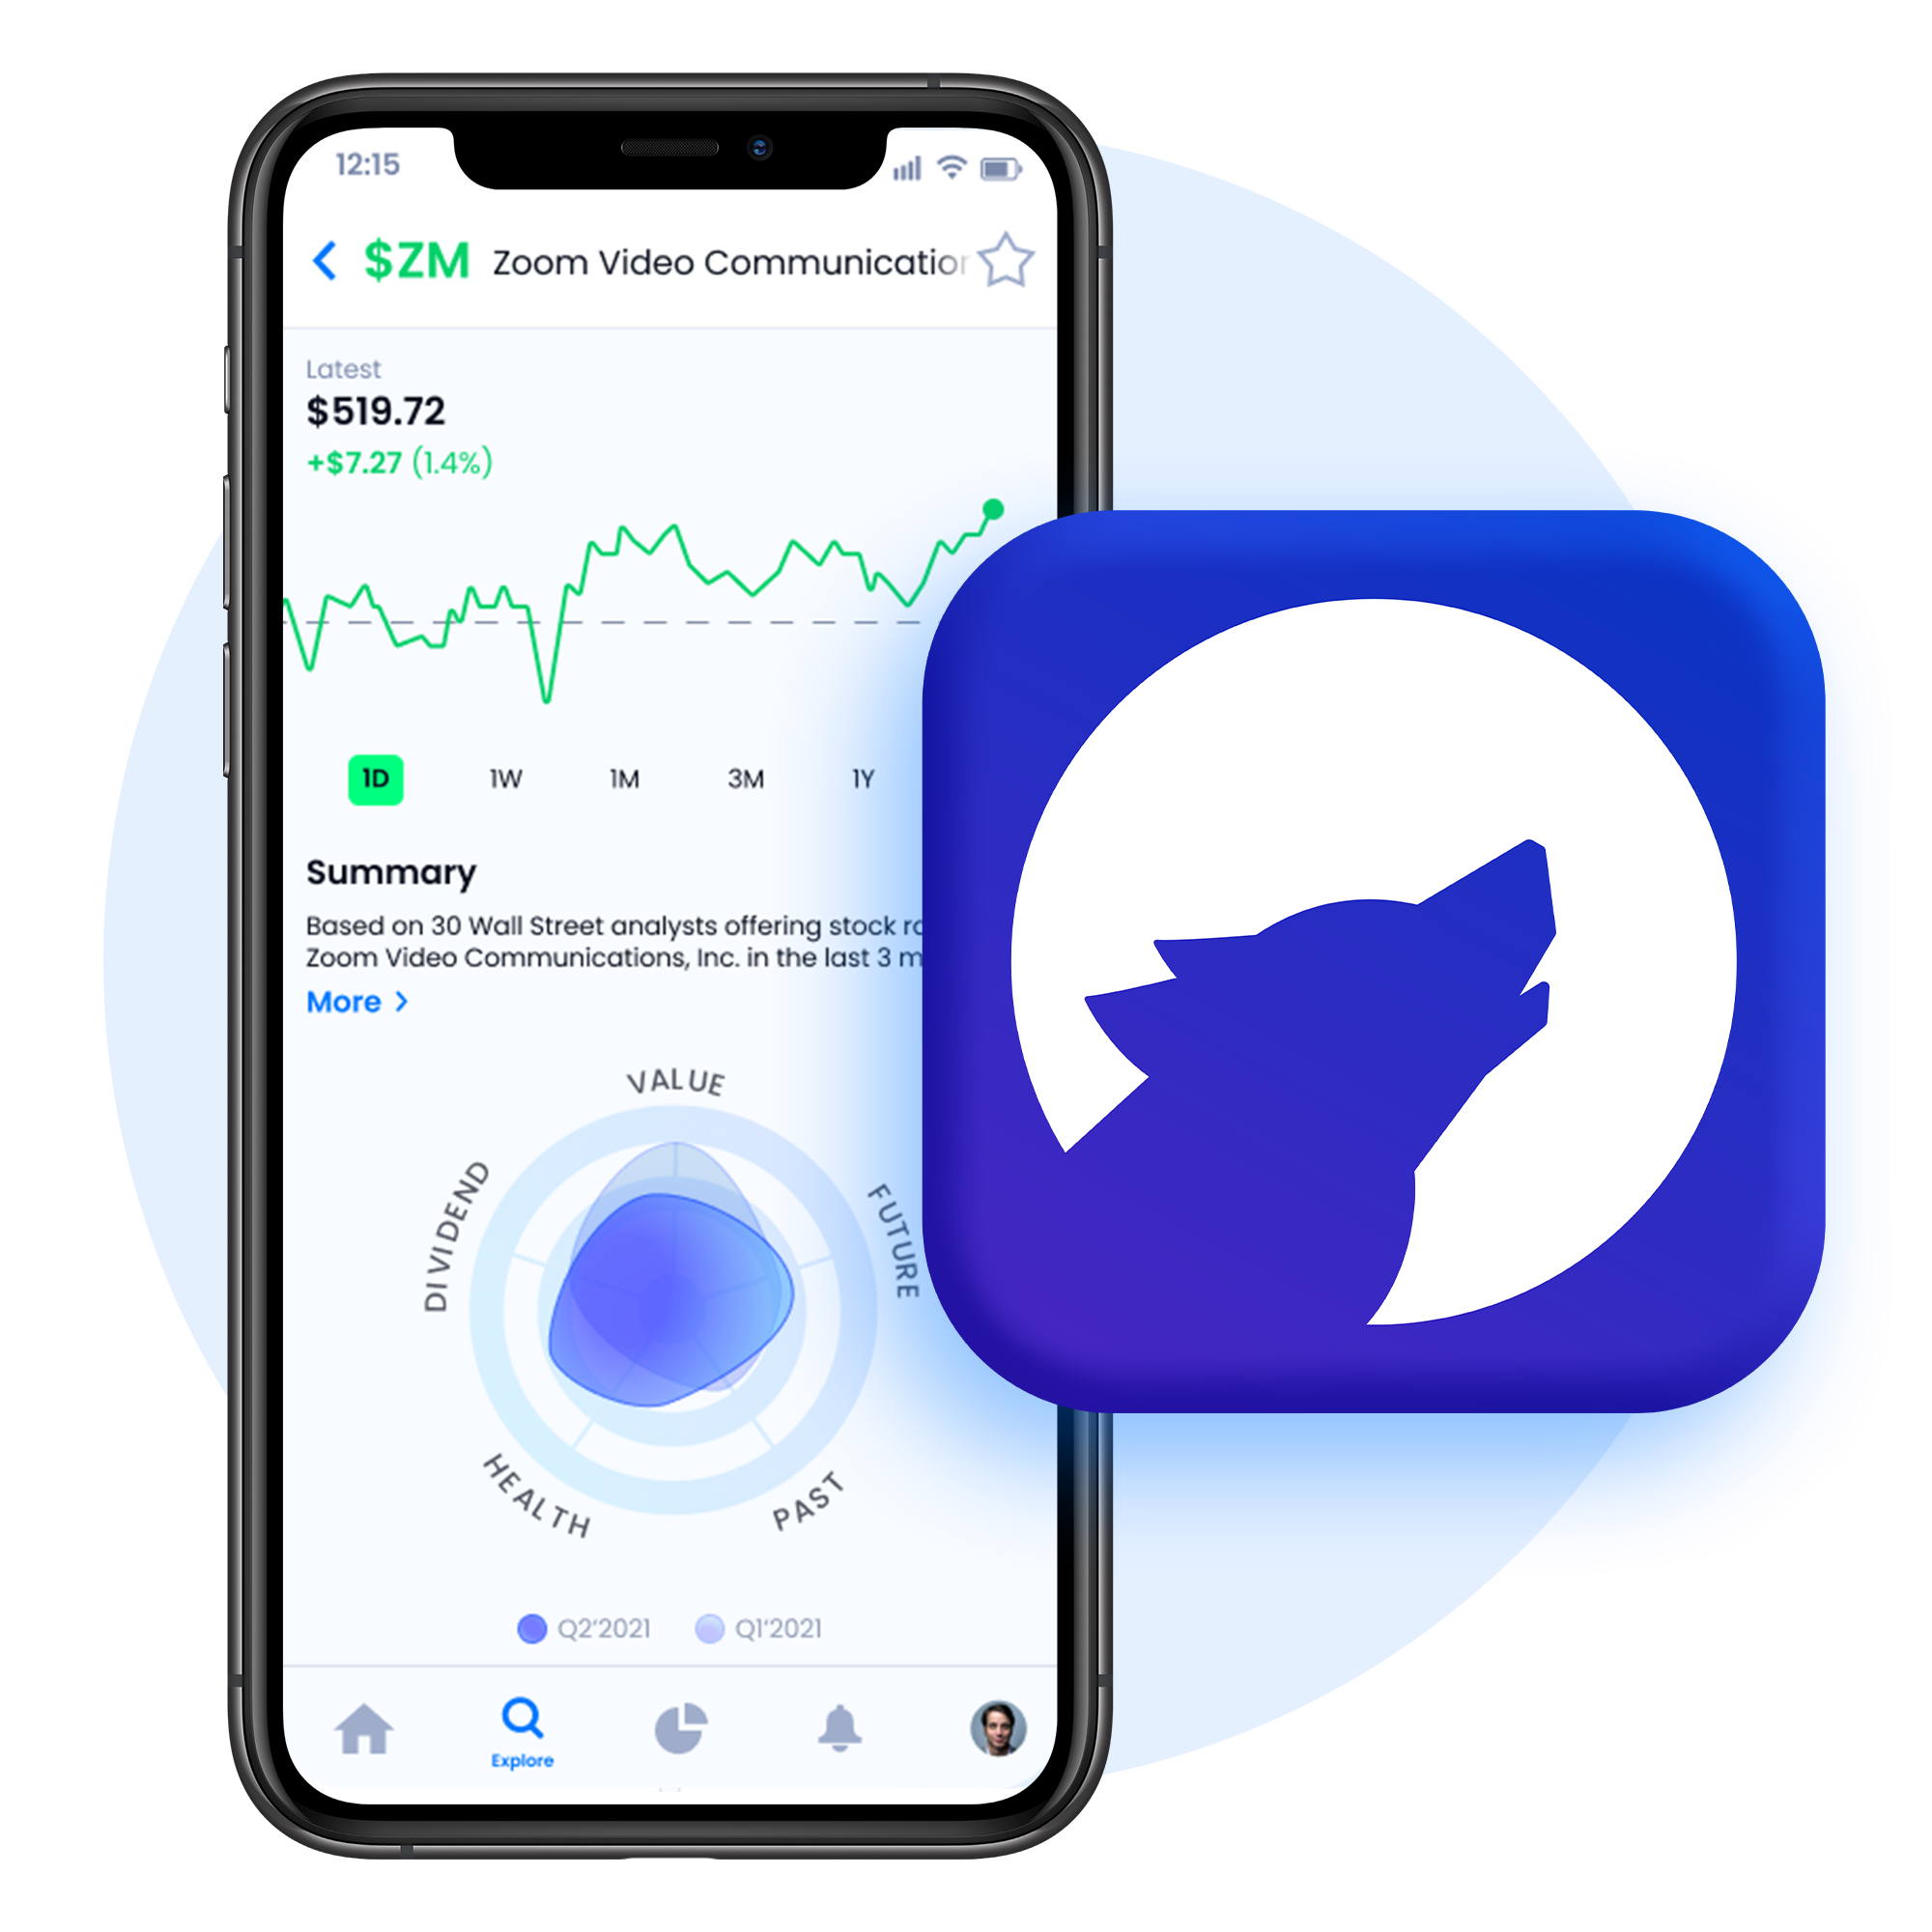 12:15
$ZM Zoom Video Communication
Latest
$519.72
+$7.27 (1.4%)
1D 1W 1M 3M 1Y
Summary
Based on 30 Wall Street analysts offering stock
Zoom Video Communications, Inc. in the last 3
More
VALUE
DIVIDEND
FUTURE
HEALTH
PAST
Q2'2021 Q1'2021
Explore